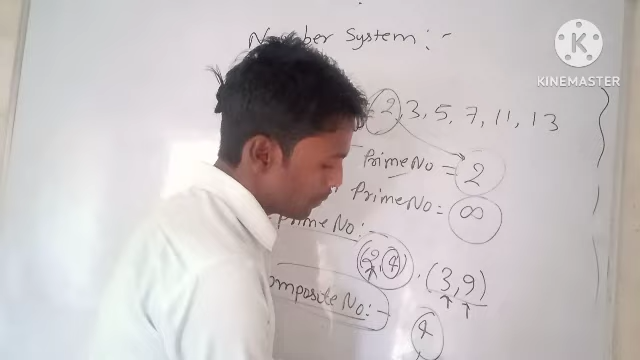 Number System :-
2, 3, 5, 7, 11, 13
Prime No = 2
Prime No = ∞
Prime No :-
(2, 4), (3, 9)
omposite No :-
4
K
KINEMASTER